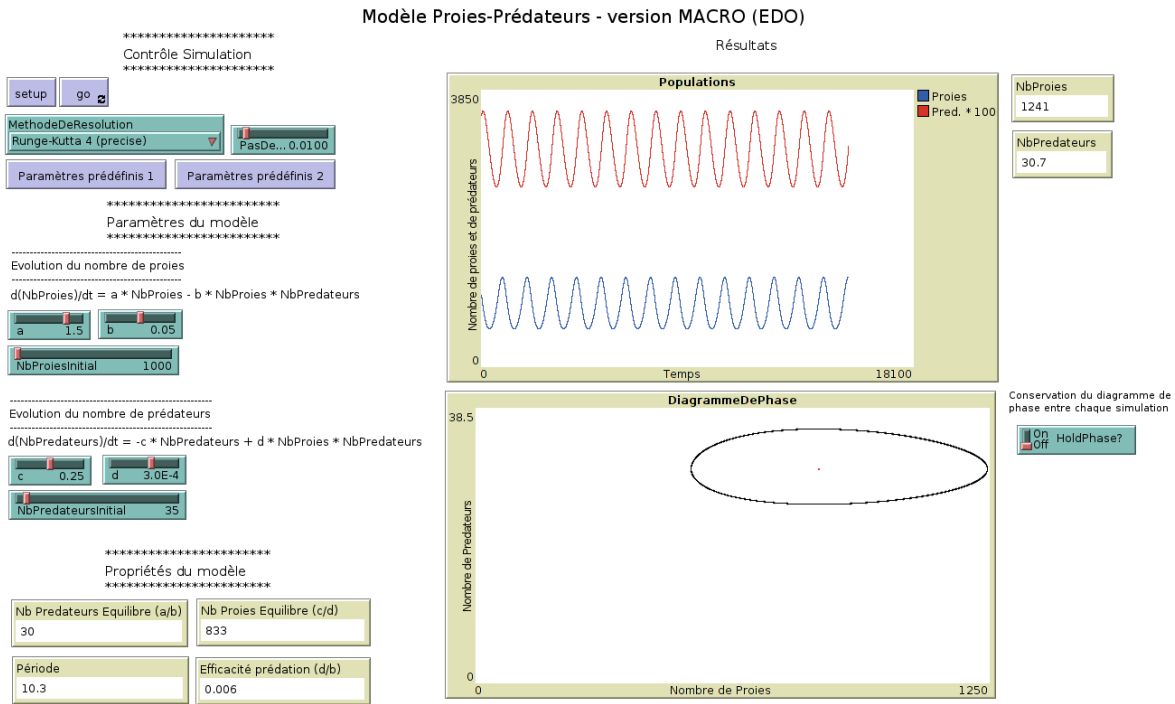 Modèle Proies-Prédateurs - version MACRO (EDO)
*********************
Contrôle Simulation
*********************
setup
go
MethodeDeResolution
Runge-Kutta 4 (precise)
PasDe... 0.0100
Paramètres prédéfinis 1
Paramètres prédéfinis 2
************************
Paramètres du modèle
************************
------------------------------------------------
Evolution du nombre de proies
------------------------------------------------
d(NbProies)/dt = a * NbProies - b * NbProies * NbPredateurs
a 1.5
b 0.05
NbProiesInitial 1000
---------------------------------------------------------
Evolution du nombre de prédateurs
---------------------------------------------------------
d(NbPredateurs)/dt = -c * NbPredateurs + d * NbProies * NbPredateurs
c 0.25
d 3.0E-4
NbPredateursInitial 35
***********************
Propriétés du modèle
***********************
Nb Predateurs Equilibre (a/b)
30
Nb Proies Equilibre (c/d)
833
Période
10.3
Efficacité prédation (d/b)
0.006
Résultats
Populations
3850
Nombre de proies et de prédateurs
0
0
Temps
18100
Proies
Pred. * 100
NbProies
1241
NbPredateurs
30.7
DiagrammeDePhase
38.5
Nombre de Predateurs
0
0
Nombre de Proies
1250
Conservation du diagramme de
phase entre chaque simulation
On
Off
HoldPhase?